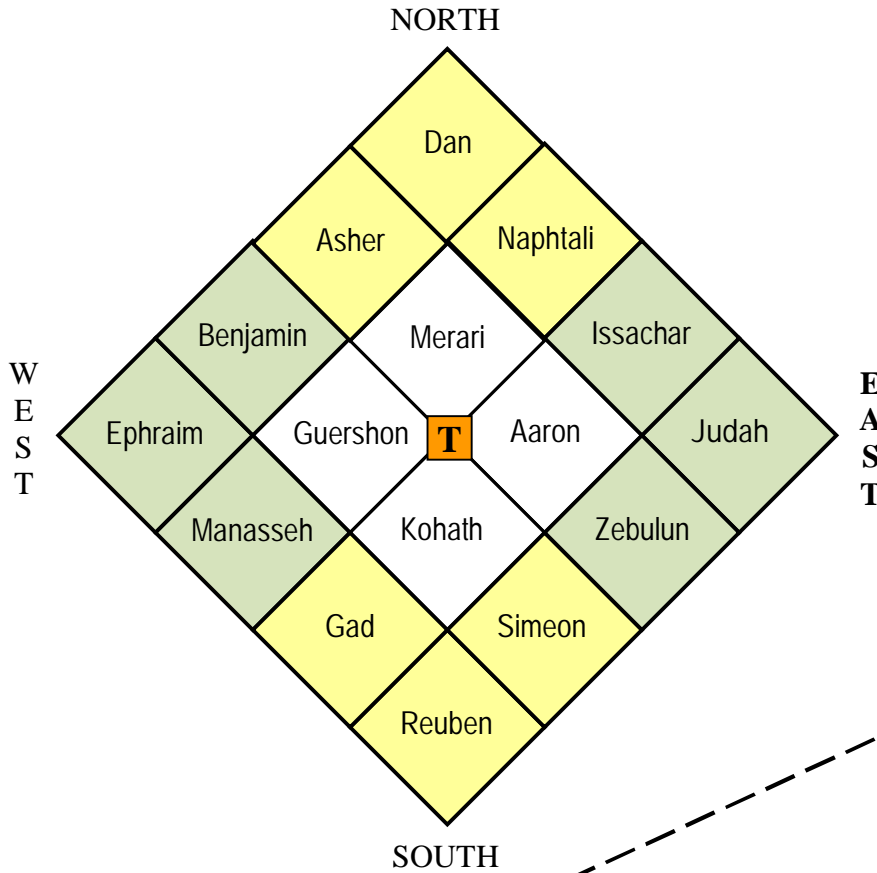 NORTH
Dan
Asher
Naphtali
Benjamin
Merari
Issachar
W
E
S
T
Ephraim
Guershon
T
Aaron
Judah
E
A
S
T
Manasseh
Kohath
Zebulun
Gad
Simeon
Reuben
SOUTH